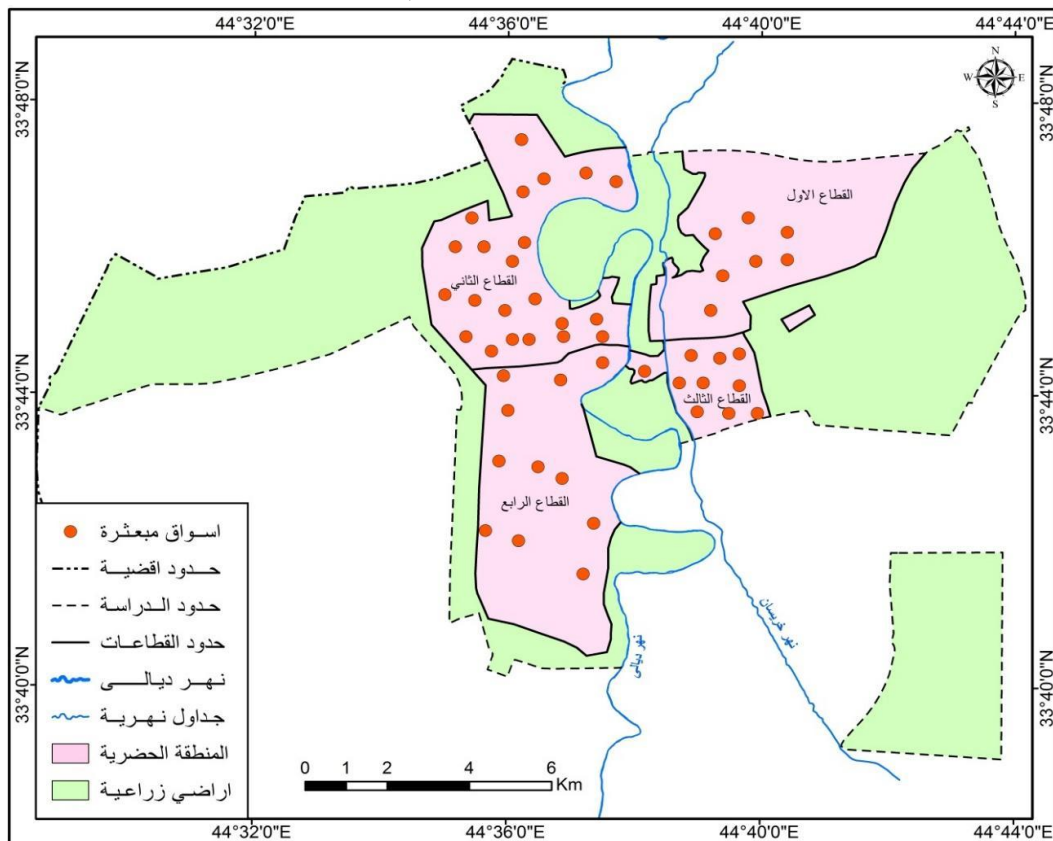 44°32'0"E 44°36'0"E 44°40'0"E 44°44'0"E
N
W E
S
33°48'0"N 33°48'0"N
القطاع الاول
القطاع الثاني
33°44'0"N 33°44'0"N
القطاع الثالث
القطاع الرابع
نهر خريسان
نهر ديالى
33°40'0"N 33°40'0"N
اسواق مبعثرة
حدود اقضية
حدود الدراسة
حدود القطاعات
نهر ديالى
جداول نهرية
المنطقة الحضرية
اراضي زراعية
0 1 2 4 6
Km
44°32'0"E 44°36'0"E 44°40'0"E 44°44'0"E